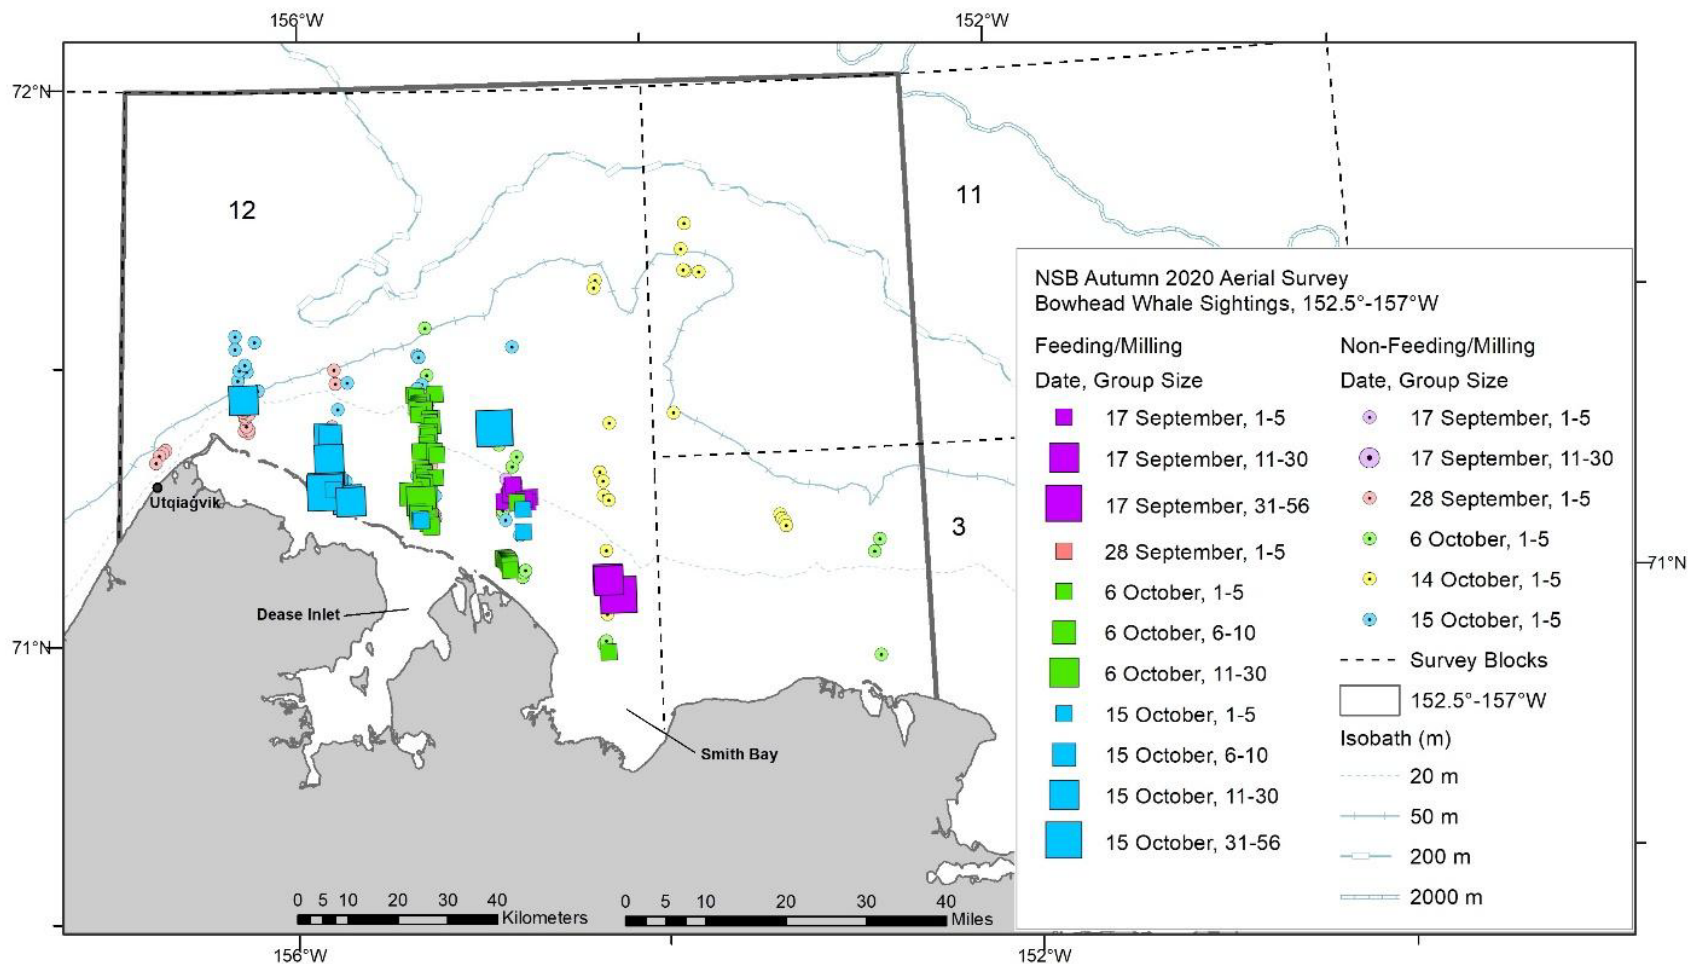 156°W
152°W
72°N
12
11
NSB Autumn 2020 Aerial Survey
Bowhead Whale Sightings, 152.5°-157°W
Feeding/Milling
Date, Group Size
17 September, 1-5
17 September, 11-30
17 September, 31-56
28 September, 1-5
6 October, 1-5
6 October, 6-10
6 October, 11-30
15 October, 1-5
15 October, 6-10
15 October, 11-30
15 October, 31-56
Non-Feeding/Milling
Date, Group Size
17 September, 1-5
17 September, 11-30
28 September, 1-5
6 October, 1-5
14 October, 1-5
15 October, 1-5
Survey Blocks
152.5°-157°W
Isobath (m)
20 m
50 m
200 m
2000 m
Utqiaġvik
3
71°N
Dease Inlet
71°N
Smith Bay
0 5 10 20 30 40
Kilometers
0 5 10 20 30 40
Miles
156°W
152°W